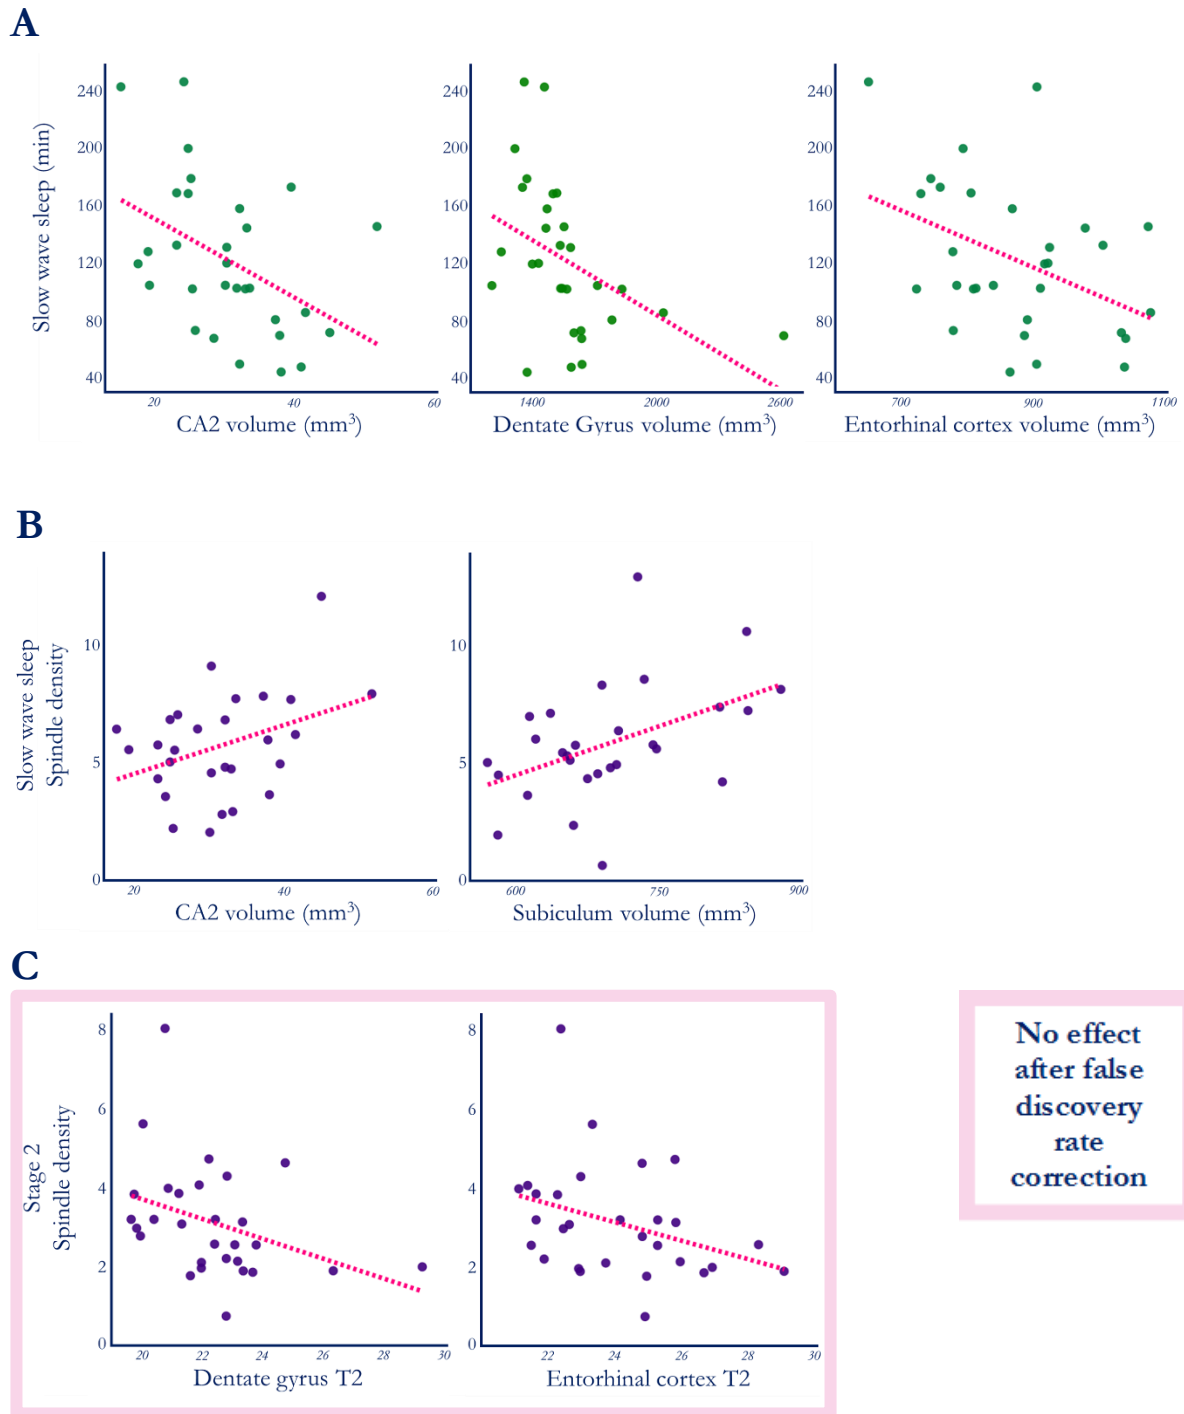 A
Slow wave sleep (min)
240
200
160
120
80
40
20 40 60
CA2 volume (mm³)
240
200
160
120
80
40
1400 2000 2600
Dentate Gyrus volume (mm³)
240
200
160
120
80
40
700 900 1100
Entorhinal cortex volume (mm³)
B
Slow wave sleep
Spindle density
10
5
0
20 40 60
CA2 volume (mm³)
10
5
0
600 750 900
Subiculum volume (mm³)
C
Stage 2
Spindle density
8
6
4
2
0
20 22 24 26 28 30
Dentate gyrus T2
8
6
4
2
0
22 24 26 28 30
Entorhinal cortex T2
No effect
after false
discovery
rate
correction